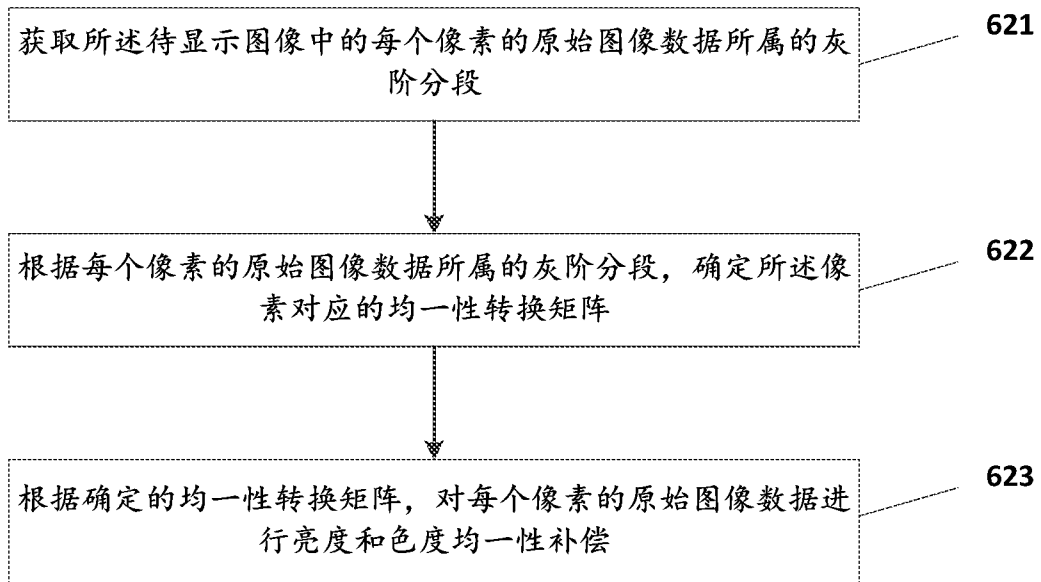 获取所述待显示图像中的每个像素的原始图像数据所属的灰
阶分段
621
根据每个像素的原始图像数据所属的灰阶分段，确定所述像
素对应的均一性转换矩阵
622
根据确定的均一性转换矩阵，对每个像素的原始图像数据进
行亮度和色度均一性补偿
623